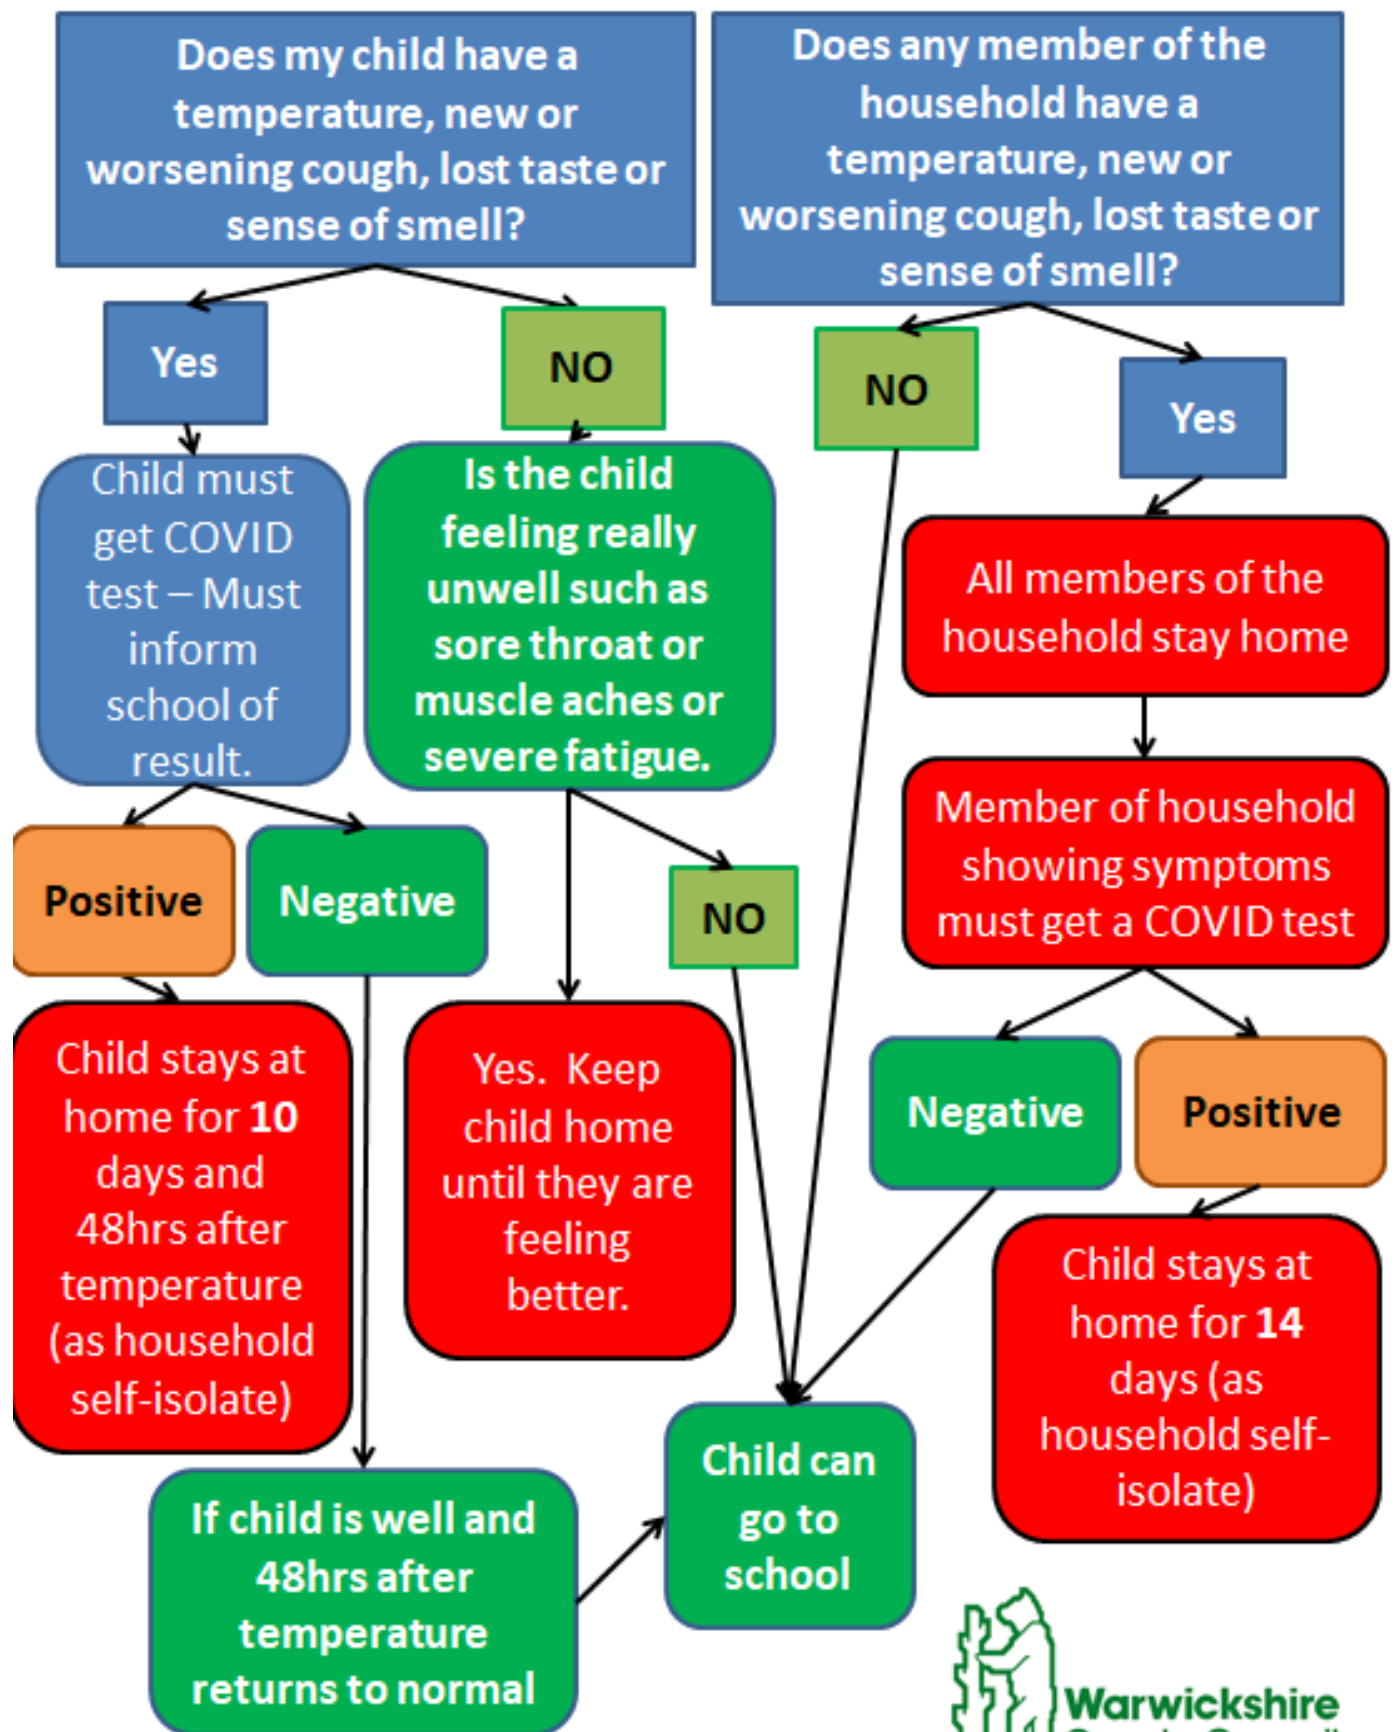 Does my child have a
temperature, new or
worsening cough, lost taste or
sense of smell?
Does any member of the
household have a
temperature, new or
worsening cough, lost taste or
sense of smell?
Yes
NO
NO
Yes
Child must
get COVID
test – Must
inform
school of
result.
Is the child
feeling really
unwell such as
sore throat or
muscle aches or
severe fatigue.
All members of the
household stay home
Member of household
showing symptoms
must get a COVID test
Positive
Negative
NO
Child stays at
home for 10
days and
48hrs after
temperature
(as household
self-isolate)
Yes.  Keep
child home
until they are
feeling
better.
Negative
Positive
Child stays at
home for 14
days (as
household self-
isolate)
If child is well and
48hrs after
temperature
returns to normal
Child can
go to
school
Warwickshire